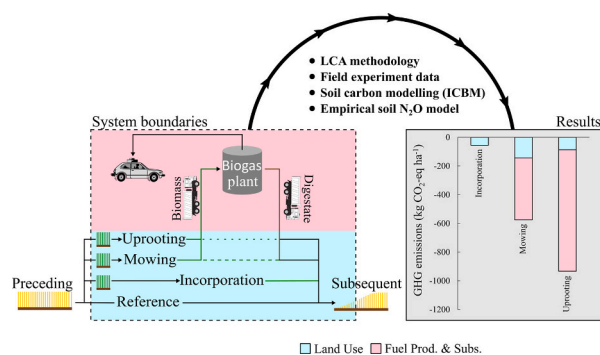 • LCA methodology
• Field experiment data
• Soil carbon modelling (ICBM)
• Empirical soil N₂O model
System boundaries
Biogas
plant
Biomass
Digestate
Uprooting
Mowing
Incorporation
Preceding
Reference
Subsequent
Results
GHG emissions (kg CO₂-eq ha⁻¹)
0
-200
-400
-600
-800
-1000
-1200
Incorporation
Mowing
Uprooting
Land Use
Fuel Prod. & Subs.